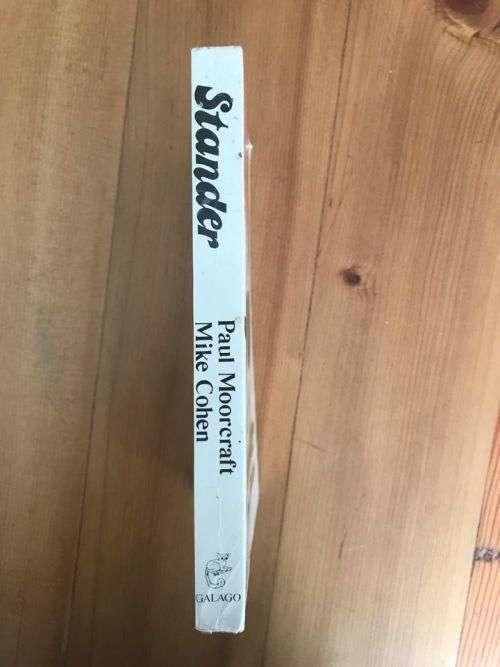 Stander
Paul Moorcraft
Mike Cohen
GALAGO